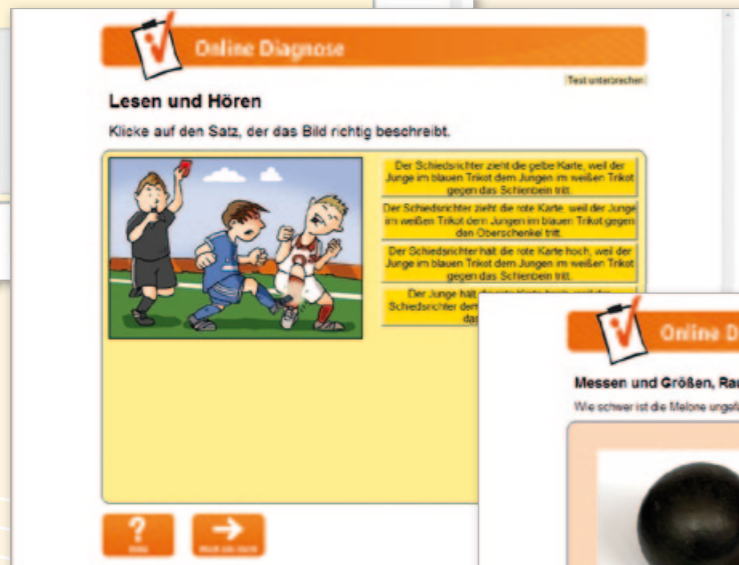 Online Diagnose
Test unterbrechen
Lesen und Hören
Klicke auf den Satz, der das Bild richtig beschreibt.
Der Schiedsrichter zieht die gelbe Karte, weil der
Junge im blauen Trikot dem Jungen im weißen Trikot
gegen das Schienbein tritt.
Der Schiedsrichter zieht die rote Karte, weil der Junge
im weißen Trikot dem Jungen im blauen Trikot gegen
den Oberschenkel tritt.
Der Schiedsrichter hält die rote Karte hoch, weil der
Junge im blauen Trikot dem Jungen im weißen Trikot
gegen das Schienbein tritt.
Der Junge hält
Schiedsrichter
?
Online D
Messen und Größen,
Wie schwer ist die Melone